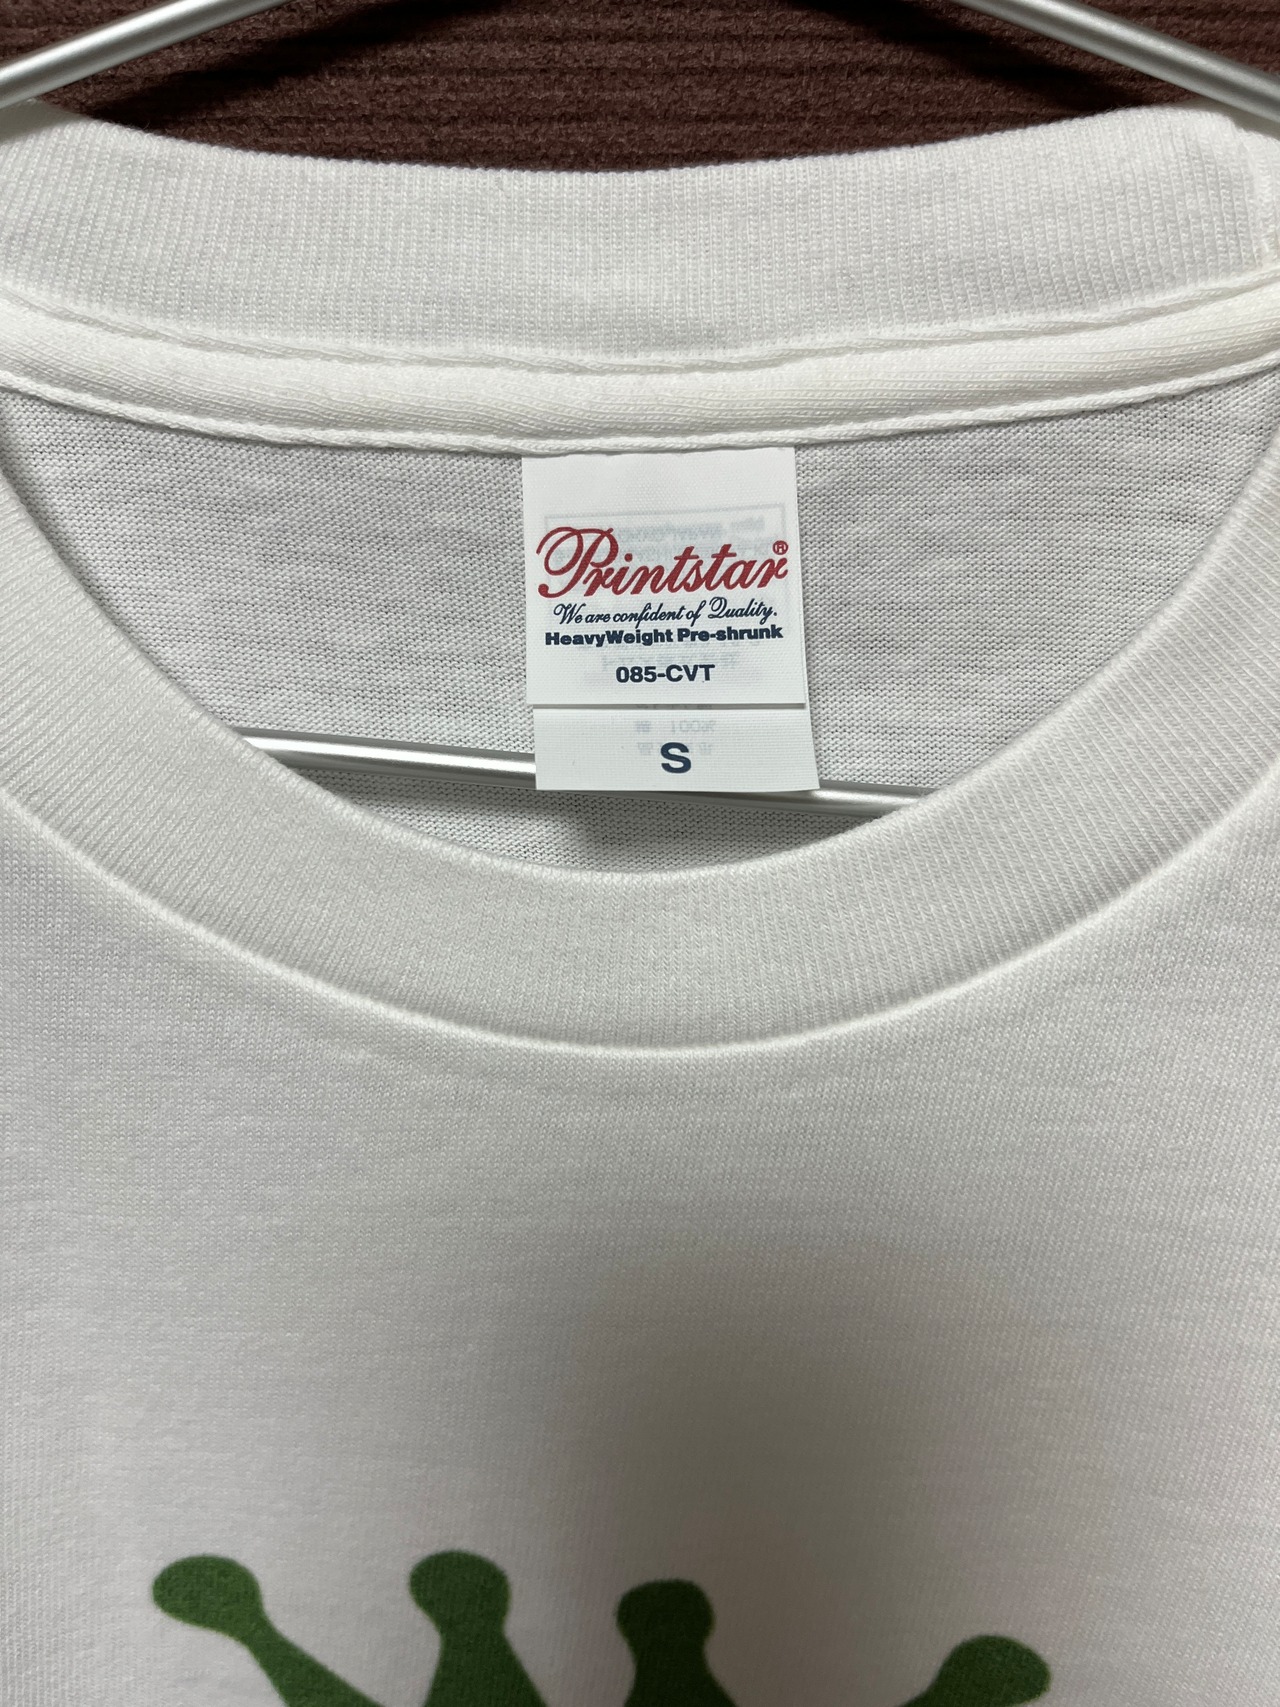 Printstar®
We are confident of Quality.
HeavyWeight Pre-shrunk
085-CVT
S